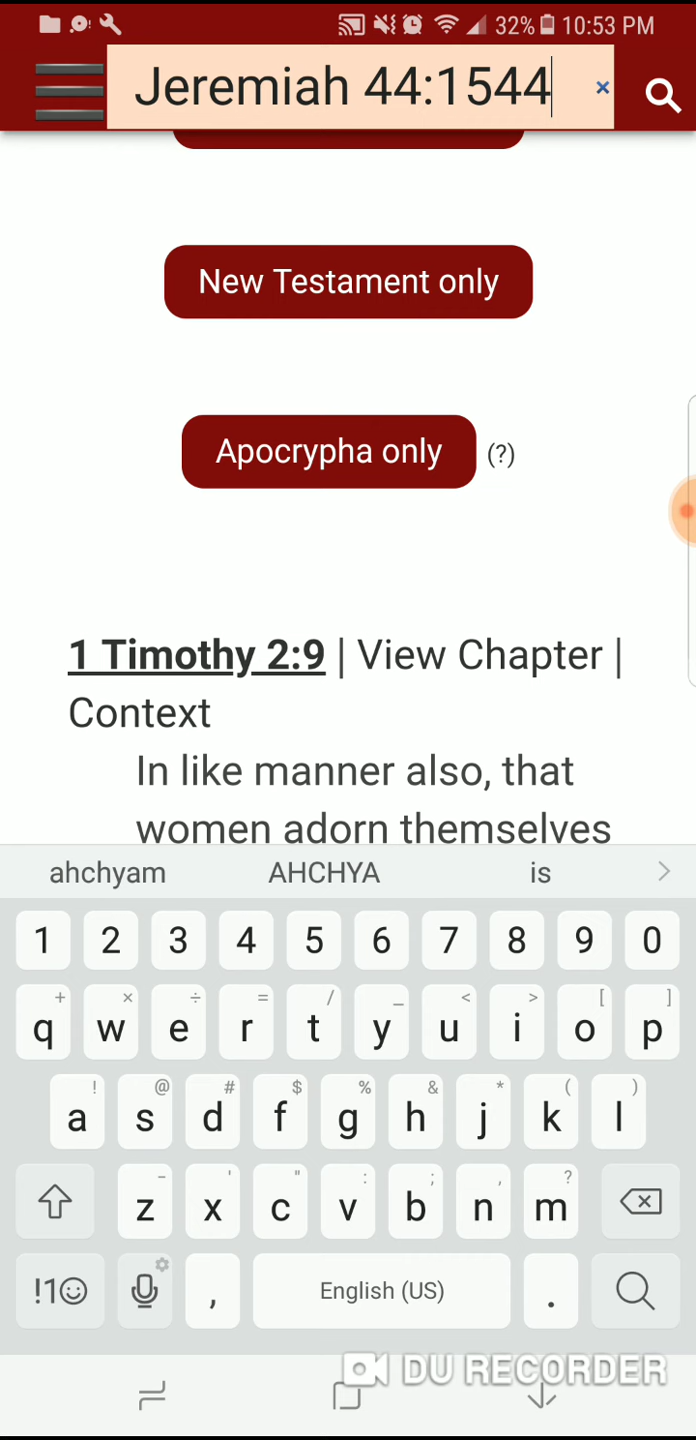 32% 10:53 PM
Jeremiah 44:1544 ×
New Testament only
Apocrypha only (?)
1 Timothy 2:9 | View Chapter |
Context
In like manner also, that
women adorn themselves
ahchyam AHCHYA is >
1 2 3 4 5 6 7 8 9 0
+ × ÷ = / _ < > [ ]
q w e r t y u i o p
! @ # $ % & * ( )
a s d f g h j k l
- ' " : ; , ?
z x c v b n m
!1☺ , English (US) .
DU RECORDER